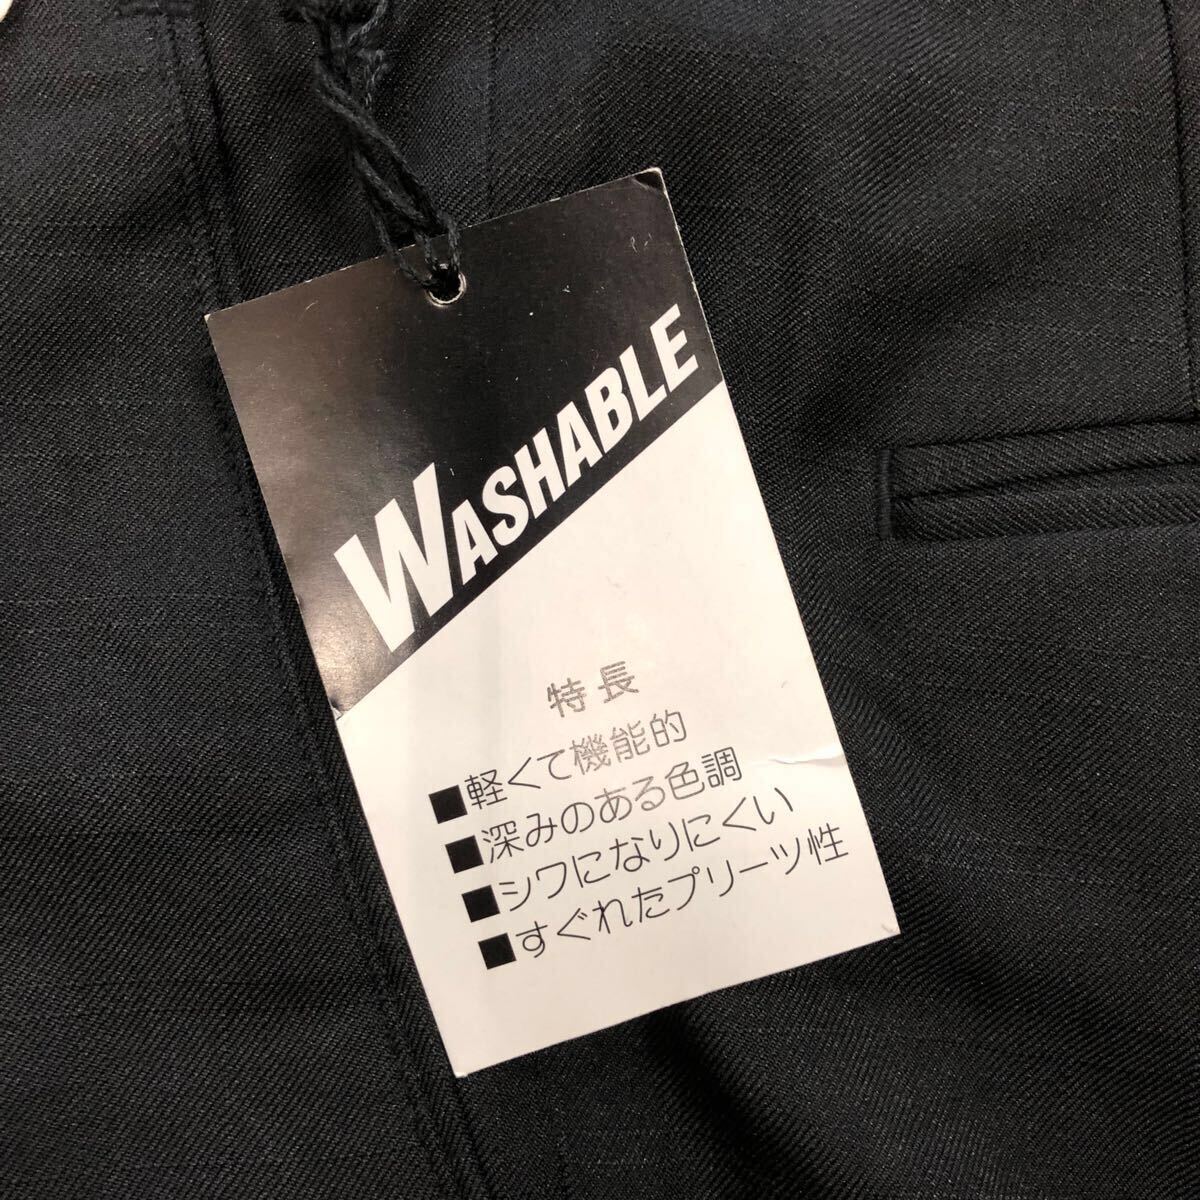 WASHABLE
特長
■軽くて機能的
■深みのある色調
■シワになりにくい
■すぐれたプリーツ性